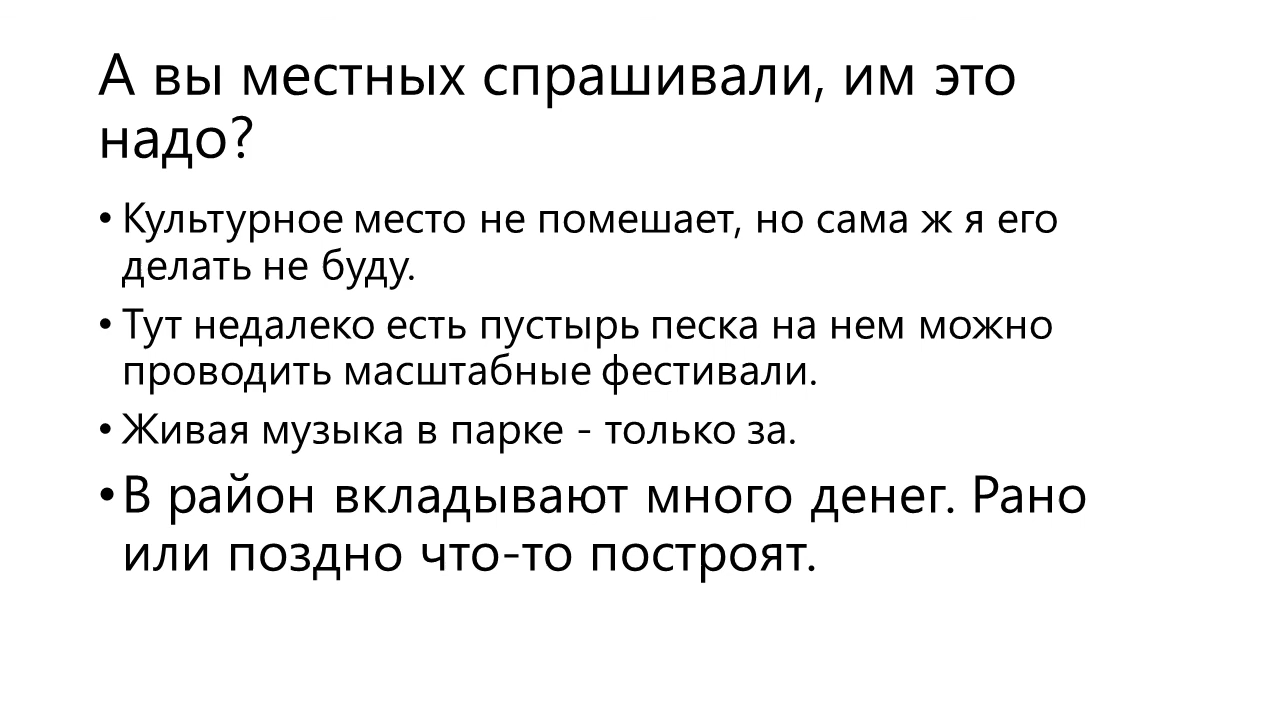 А вы местных спрашивали, им это
надо?
• Культурное место не помешает, но сама ж я его
делать не буду.
• Тут недалеко есть пустырь песка на нем можно
проводить масштабные фестивали.
• Живая музыка в парке - только за.
• В район вкладывают много денег. Рано
или поздно что-то построят.